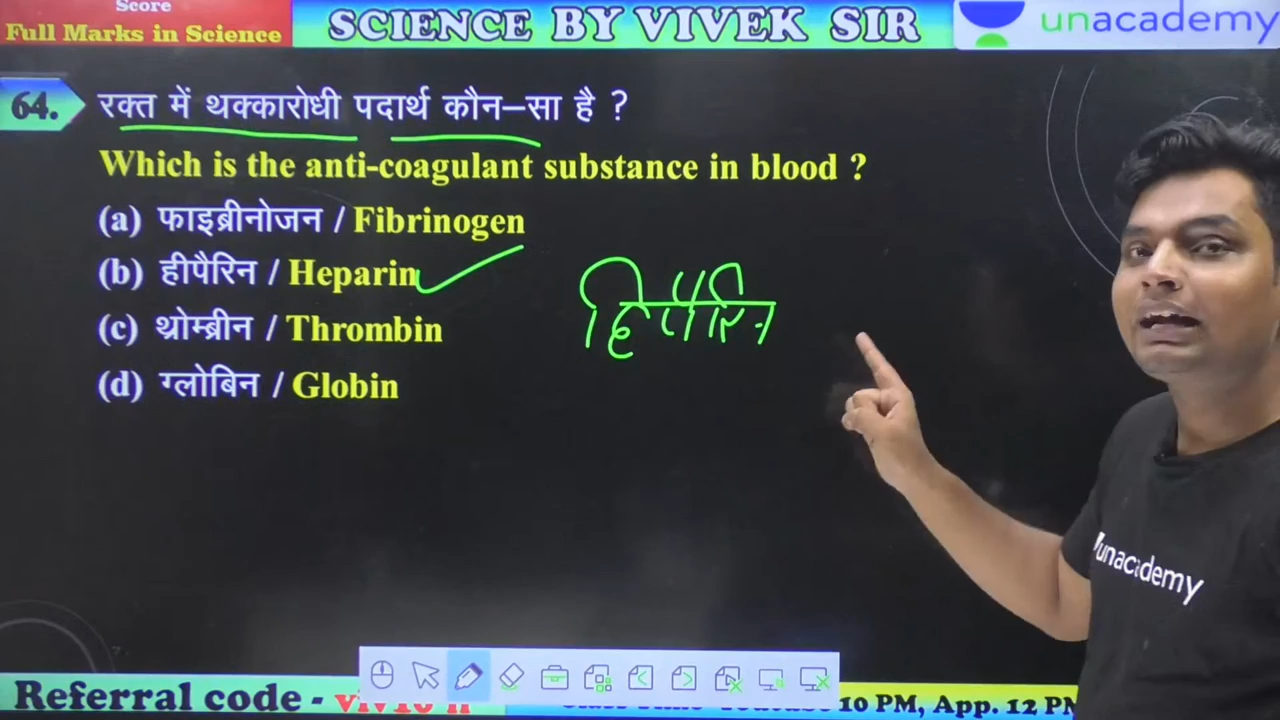 Score
Full Marks in Science
SCIENCE BY VIVEK SIR
unacademy
64. रक्त में थक्कारोधी पदार्थ कौन–सा है ?
Which is the anti-coagulant substance in blood ?
(a) फाइब्रीनोजन / Fibrinogen
(b) हीपैरिन / Heparin
हिपैरिन
(c) थ्रोम्ब्रीन / Thrombin
(d) ग्लोबिन / Globin
unacademy
Referral code -
10 PM, App. 12 PM